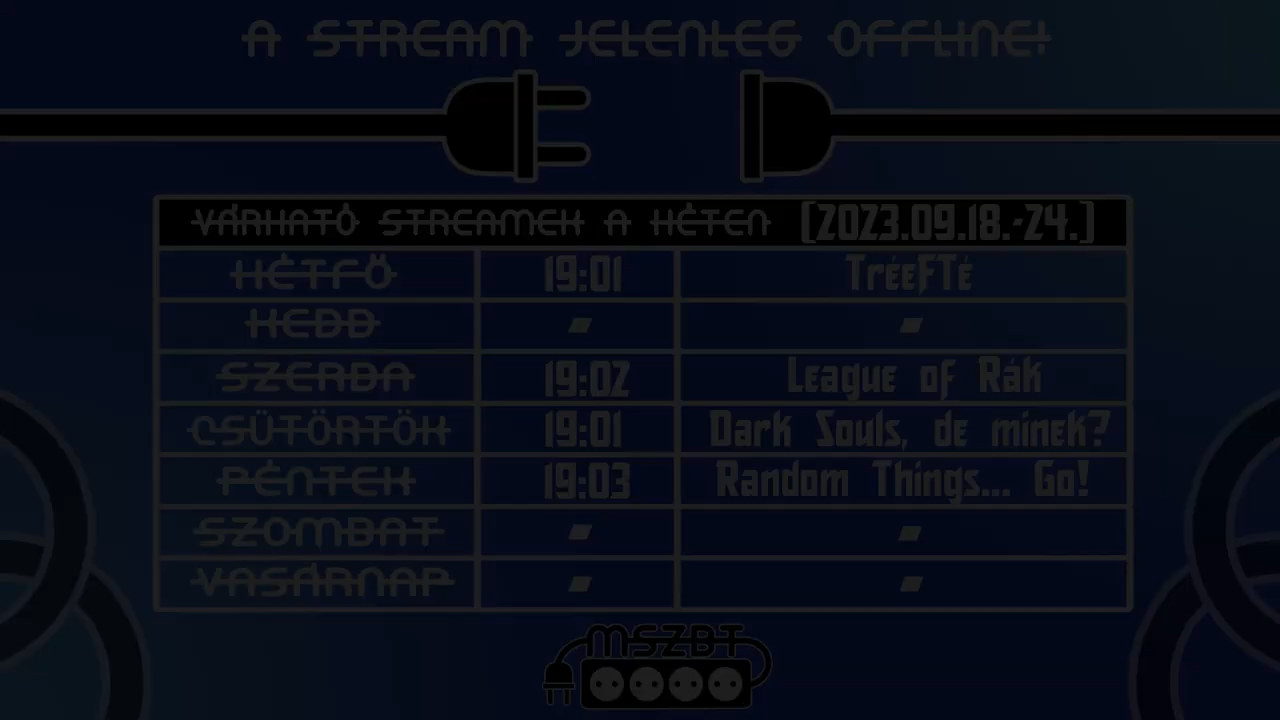 A STREAM JELENLEG OFFLINE!
VÁRHATÓ STREAMEK A HÉTEN (2023.09.18.-24.)
HÉTFŐ 19:01 TréeFTé
HEDD - -
SZERDA 19:02 League of Rák
CSÜTÖRTÖK 19:01 Dark Souls, de minek?
PÉNTEK 19:03 Random Things... Go!
SZOMBAT - -
VASÁRNAP - -
MSZBT